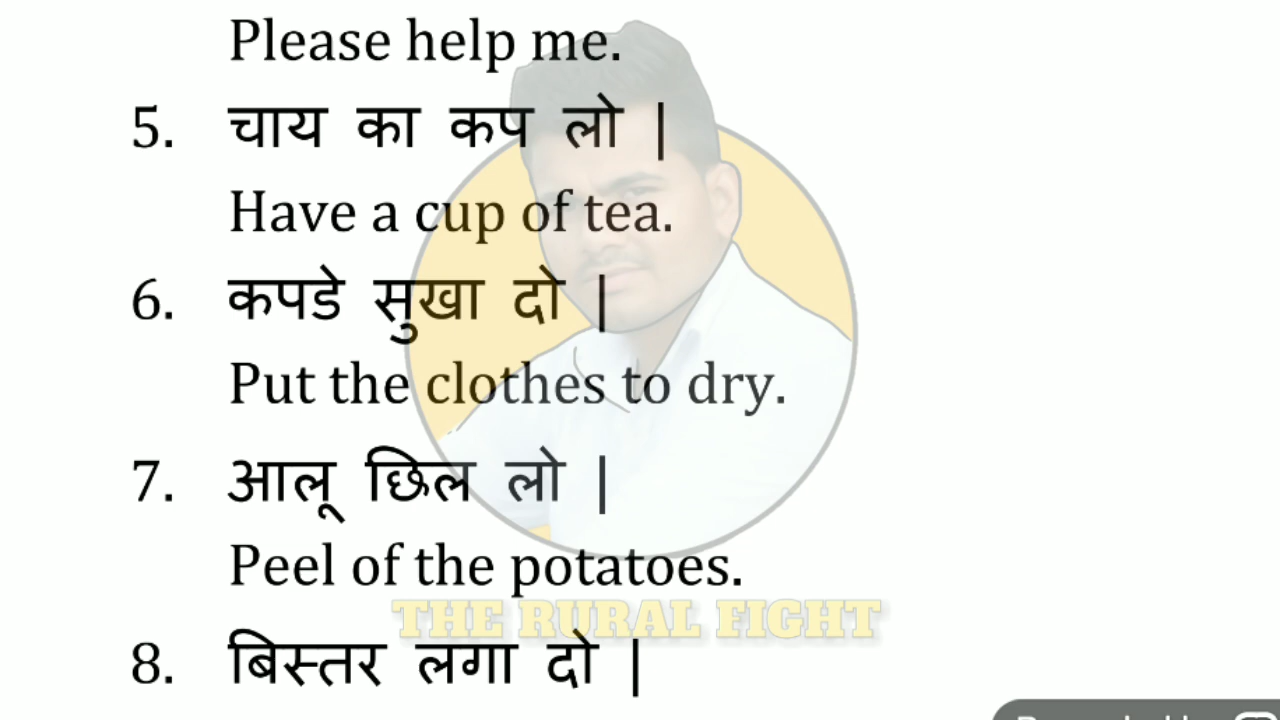 Please help me.
5. चाय का कप लो |
Have a cup of tea.
6. कपडे सुखा दो |
Put the clothes to dry.
7. आलू छिल लो |
Peel of the potatoes.
THE RURAL FIGHT
8. बिस्तर लगा दो |